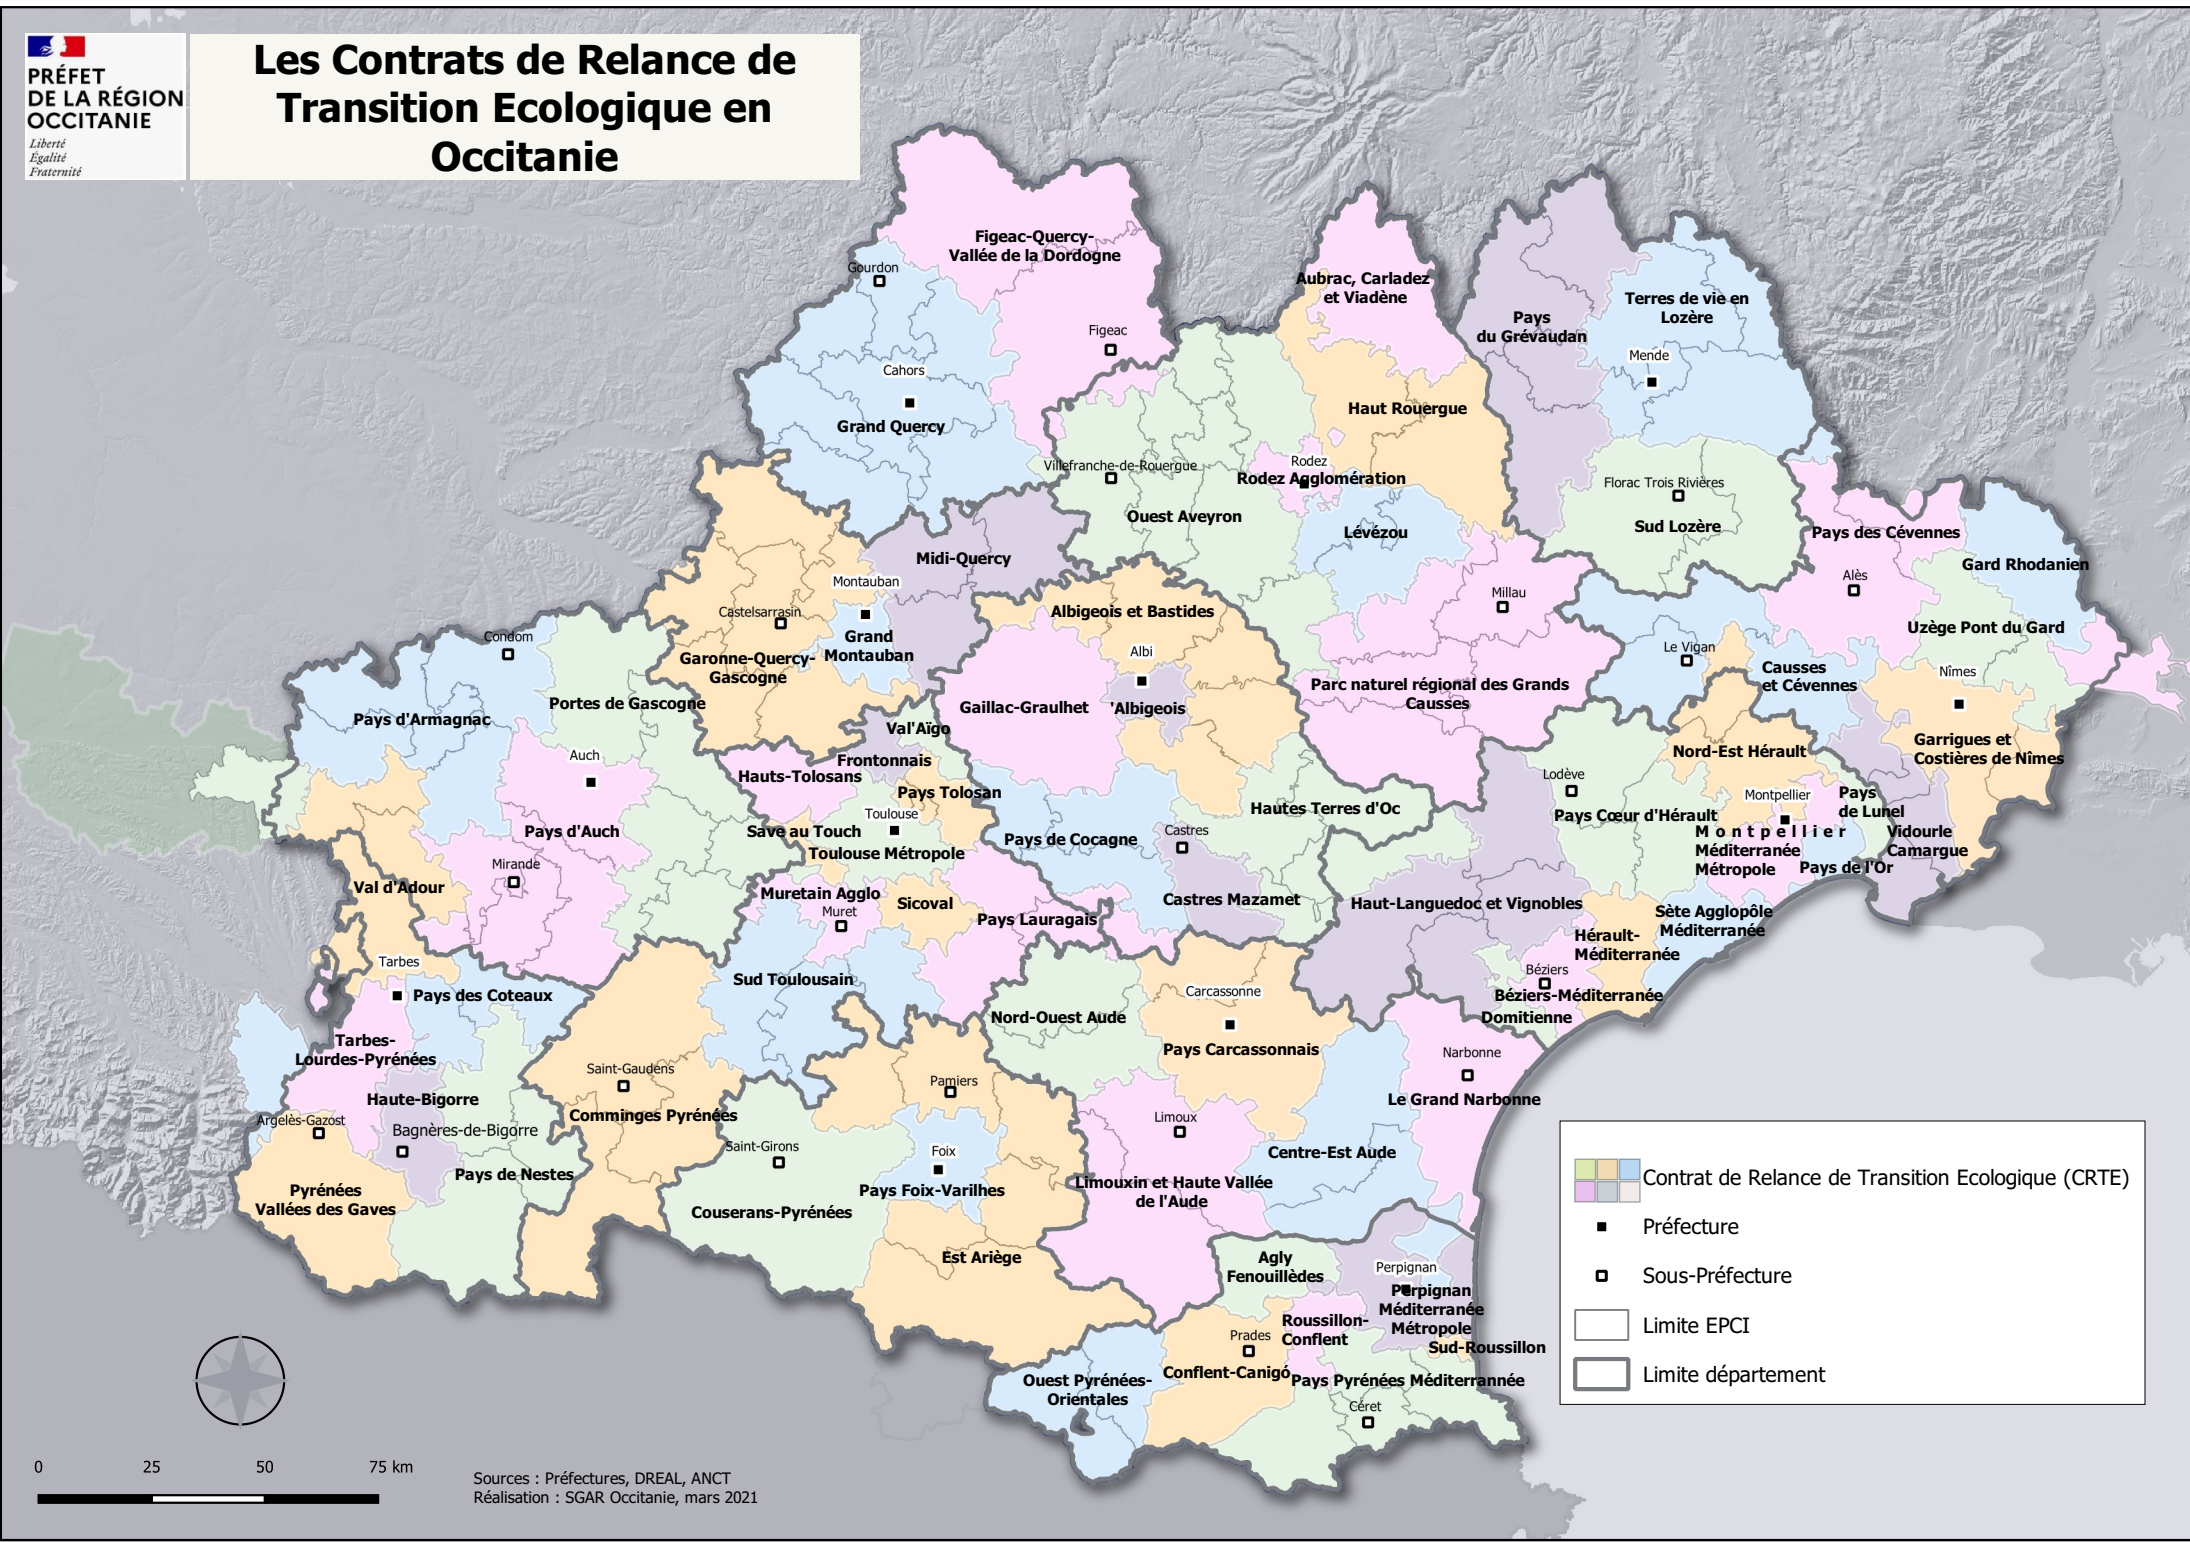 PRÉFET
DE LA RÉGION
OCCITANIE
Liberté
Égalité
Fraternité
Les Contrats de Relance de
Transition Ecologique en
Occitanie
Figeac-Quercy-
Vallée de la Dordogne
Gourdon
Aubrac, Carladez
et Viadène
Terres de vie en
Lozère
Pays
du Grévaudan
Figeac
Mende
Cahors
Grand Quercy
Haut Rouergue
Villefranche-de-Rouergue
Rodez
Rodez Agglomération
Florac Trois Rivières
Sud Lozère
Ouest Aveyron
Lévézou
Pays des Cévennes
Midi-Quercy
Gard Rhodanien
Montauban
Alès
Millau
Castelsarrasin
Albigeois et Bastides
Grand
Montauban
Uzège Pont du Gard
Condom
Albi
Le Vigan
Garonne-Quercy-
Gascogne
Causses
et Cévennes
Nîmes
Parc naturel régional des Grands
Causses
Portes de Gascogne
Gaillac-Graulhet
'Albigeois
Pays d'Armagnac
Val'Aïgo
Garrigues et
Costières de Nîmes
Nord-Est Hérault
Auch
Frontonnais
Hauts-Tolosans
Lodève
Pays Tolosan
Montpellier
Pays
de Lunel
Hautes Terres d'Oc
Toulouse
Pays Cœur d'Hérault
Pays d'Auch
Save au Touch
Castres
Pays de Cocagne
Montpellier
Méditerranée
Métropole
Vidourle
Camargue
Toulouse Métropole
Mirande
Pays de l'Or
Val d'Adour
Muretain Agglo
Muret
Sicoval
Castres Mazamet
Haut-Languedoc et Vignobles
Sète Agglopôle
Méditerranée
Pays Lauragais
Hérault-
Méditerranée
Tarbes
Béziers
Sud Toulousain
Pays des Coteaux
Carcassonne
Béziers-Méditerranée
Nord-Ouest Aude
Domitienne
Tarbes-
Lourdes-Pyrénées
Pays Carcassonnais
Narbonne
Saint-Gaudens
Pamiers
Haute-Bigorre
Le Grand Narbonne
Argelès-Gazost
Comminges Pyrénées
Limoux
Bagnères-de-Bigorre
Saint-Girons
Foix
Centre-Est Aude
Pays de Nestes
Pyrénées
Vallées des Gaves
Pays Foix-Varilhes
Limouxin et Haute Vallée
de l'Aude
Couserans-Pyrénées
Est Ariège
Agly
Fenouillèdes
Perpignan
Perpignan
Méditerranée
Métropole
Roussillon-
Conflent
Prades
Sud-Roussillon
Conflent-Canigó
Ouest Pyrénées-
Orientales
Pays Pyrénées Méditerrannée
Céret
Contrat de Relance de Transition Ecologique (CRTE)
Préfecture
Sous-Préfecture
Limite EPCI
Limite département
0 25 50 75 km
Sources : Préfectures, DREAL, ANCT
Réalisation : SGAR Occitanie, mars 2021